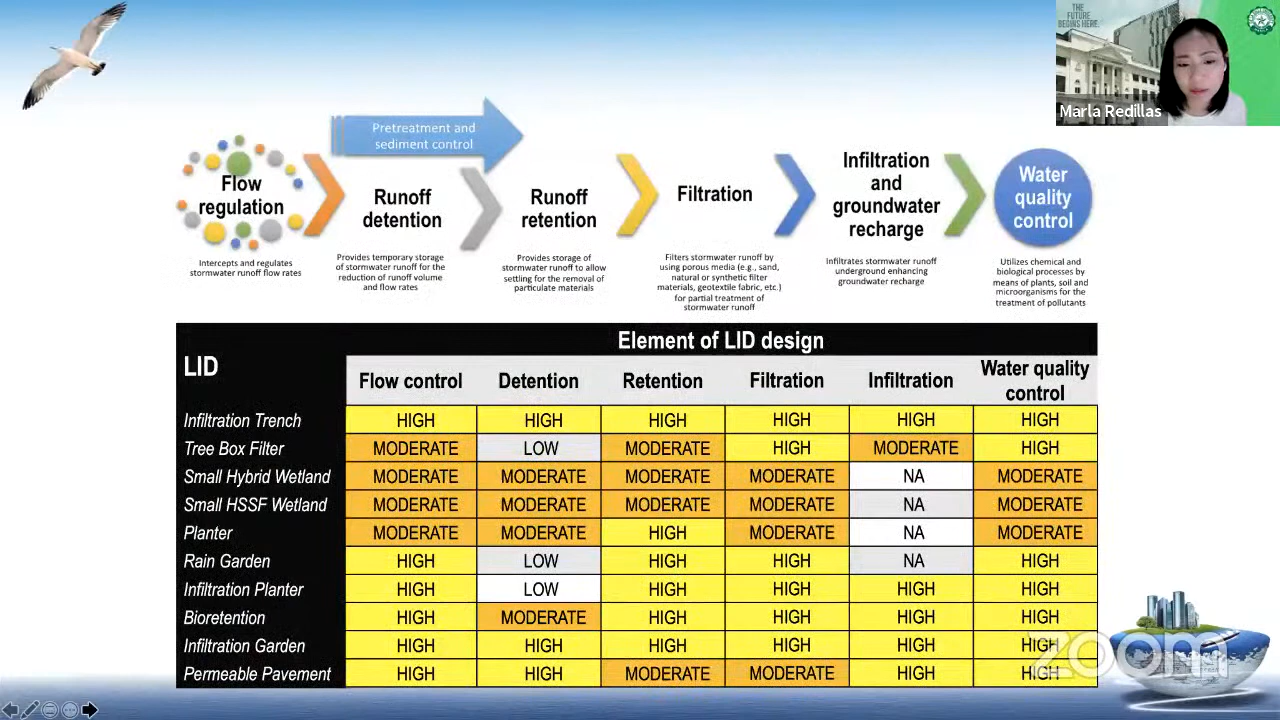 THE
FUTURE
BEGINS HERE.
Marla Redillas
Pretreatment and
sediment control
Flow
regulation
Runoff
detention
Runoff
retention
Filtration
Infiltration
and
groundwater
recharge
Water
quality
control
Intercepts and regulates
stormwater runoff flow rates
Provides temporary storage
of stormwater runoff for the
reduction of runoff volume
and flow rates
Provides storage of
stormwater runoff to allow
settling for the removal of
particulate materials
Filters stormwater runoff by
using porous media (e.g., sand,
natural or synthetic filter
materials, geotextile fabric, etc.)
for partial treatment of
stormwater runoff
Infiltrates stormwater runoff
underground enhancing
groundwater recharge
Utilizes chemical and
biological processes by
means of plants, soil and
microorganisms for the
treatment of pollutants
LID
Element of LID design
Flow control Detention Retention Filtration Infiltration Water quality
control
Infiltration Trench HIGH HIGH HIGH HIGH HIGH HIGH
Tree Box Filter MODERATE LOW MODERATE HIGH MODERATE HIGH
Small Hybrid Wetland MODERATE MODERATE MODERATE MODERATE NA MODERATE
Small HSSF Wetland MODERATE MODERATE MODERATE MODERATE NA MODERATE
Planter MODERATE MODERATE HIGH MODERATE NA MODERATE
Rain Garden HIGH LOW HIGH HIGH NA HIGH
Infiltration Planter HIGH LOW HIGH HIGH HIGH HIGH
Bioretention HIGH MODERATE HIGH HIGH HIGH HIGH
Infiltration Garden HIGH HIGH HIGH HIGH HIGH HIGH
Permeable Pavement HIGH HIGH MODERATE MODERATE HIGH HIGH
zoom